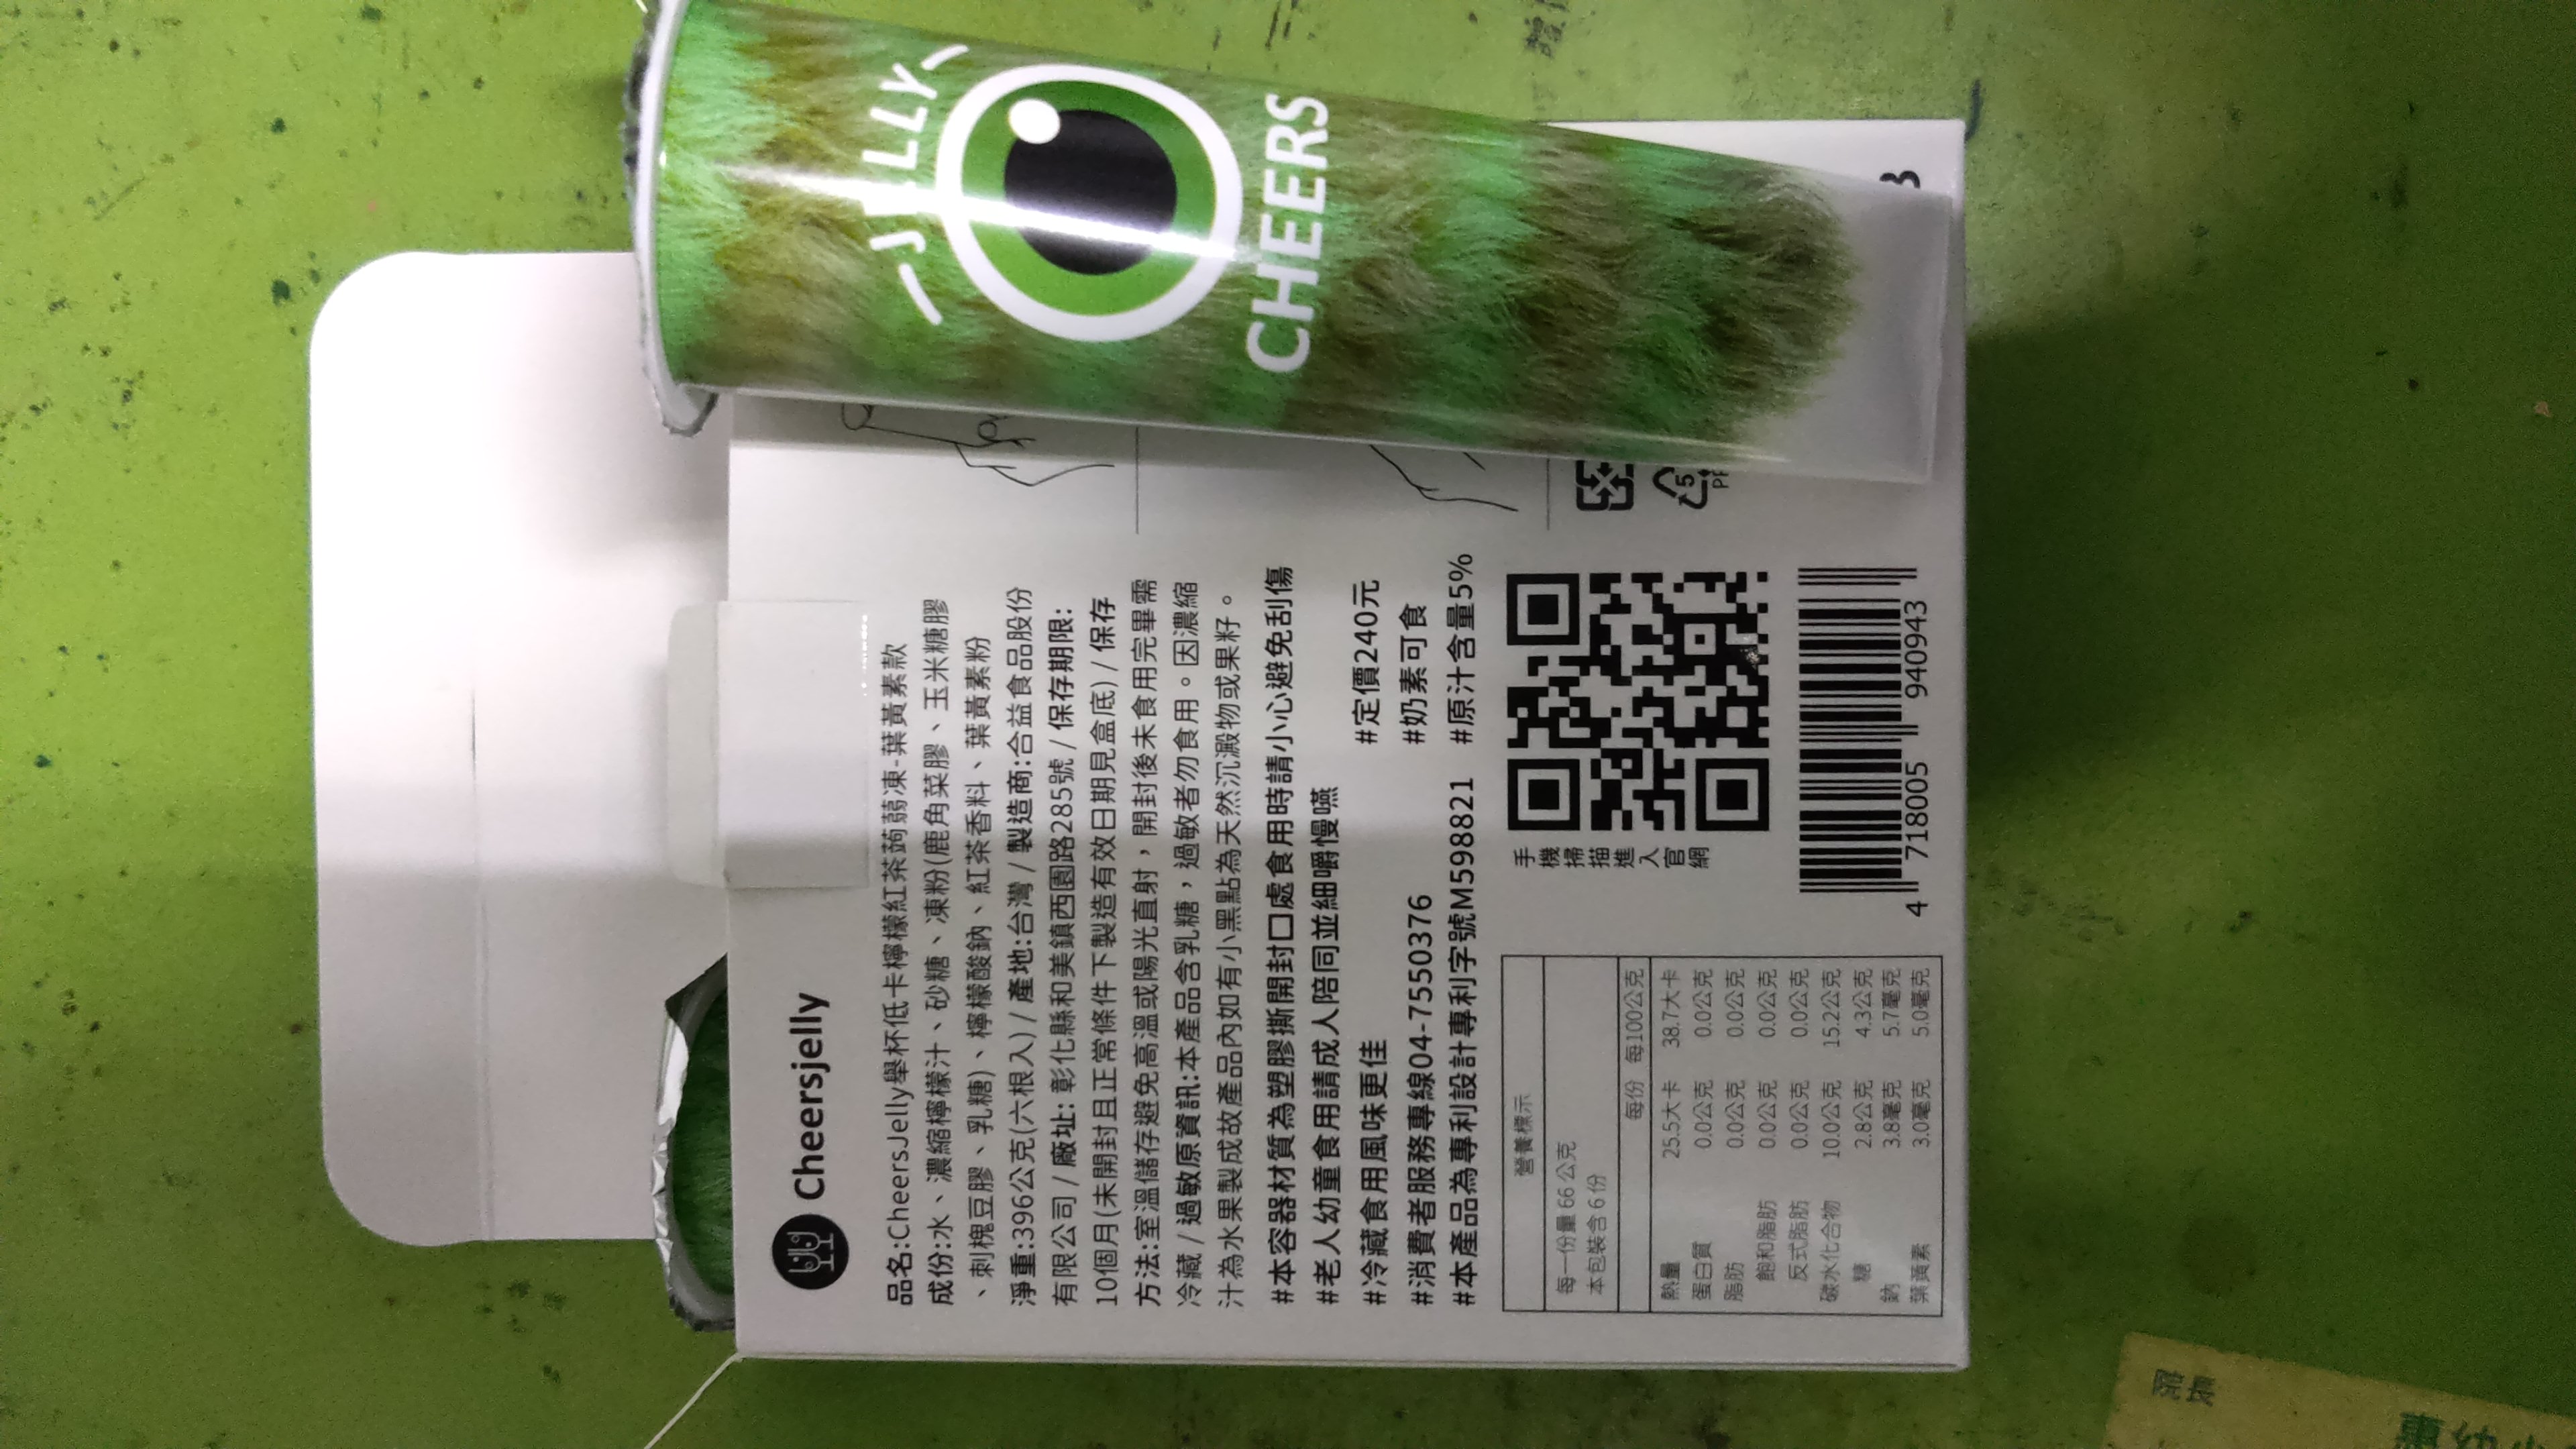 JELLY
CHEERS
Cheersjelly
品名:CheersJelly舉杯低卡檸檬紅茶蒟蒻凍-葉黃素款
成份:水、濃縮檸檬汁、砂糖、凍粉(鹿角菜膠、玉米糖膠
、刺槐豆膠、乳糖)、檸檬酸鈉、紅茶香料、葉黃素粉
淨重:396公克(六根入) / 產地:台灣 / 製造商:合益食品股份
有限公司 / 廠址: 彰化縣和美鎮西園路285號 / 保存期限:
10個月(未開封且正常條件下製造有效日期見盒底) / 保存
方法:室溫儲存避免高溫或陽光直射，開封後未食用完畢需
冷藏 / 過敏原資訊:本產品含乳糖，過敏者勿食用。因濃縮
汁為水果製成故產品內如有小黑點為天然沉澱物或果籽。
#本容器材質為塑膠撕開封口處食用時請小心避免刮傷
#老人幼童食用請成人陪同並細嚼慢嚥
#冷藏食用風味更佳 #定價240元
#消費者服務專線04-7550376 #奶素可食
#本產品為專利設計專利字號M598821 #原汁含量5%
營養標示
每一份量 66 公克
本包裝含 6 份
每份 每100公克
熱量 25.5大卡 38.7大卡
蛋白質 0.0公克 0.0公克
脂肪 0.0公克 0.0公克
飽和脂肪 0.0公克 0.0公克
反式脂肪 0.0公克 0.0公克
碳水化合物 10.0公克 15.2公克
糖 2.8公克 4.3公克
鈉 3.8毫克 5.7毫克
葉黃素 3.0毫克 5.0毫克
手機掃描進入官網
4 718005 940943
5